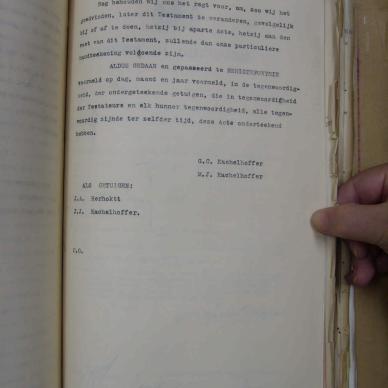 Nog behouden wij ons het regt voor, om, zoo wij het
goedvinden, later dit Testament te veranderen, gevoelgelijk
bij of af te doen, hetzij bij aparte Acte, hetzij aan den
voet van dit Testament, zullende dan onze particuliere
handteekening voldoende zijn.
ALDUS GEDAAN en gepasseerd te
voormeld op dag, maand en jaar voormeld, in de tegenwoordig-
heid, der ondergeteekende getuigen, die in tegenwoordigheid
der Testateurs en elk hunner tegenwoordigheid, alle tegen-
woordig zijnde ter zelfder tijd, deze Acte onderteekend
hebben.
G.C. Kachelhoffer
M.J. Kachelhoffer
ALS GETUIGEN:
Herholdt
J.J. Kachelhoffer.